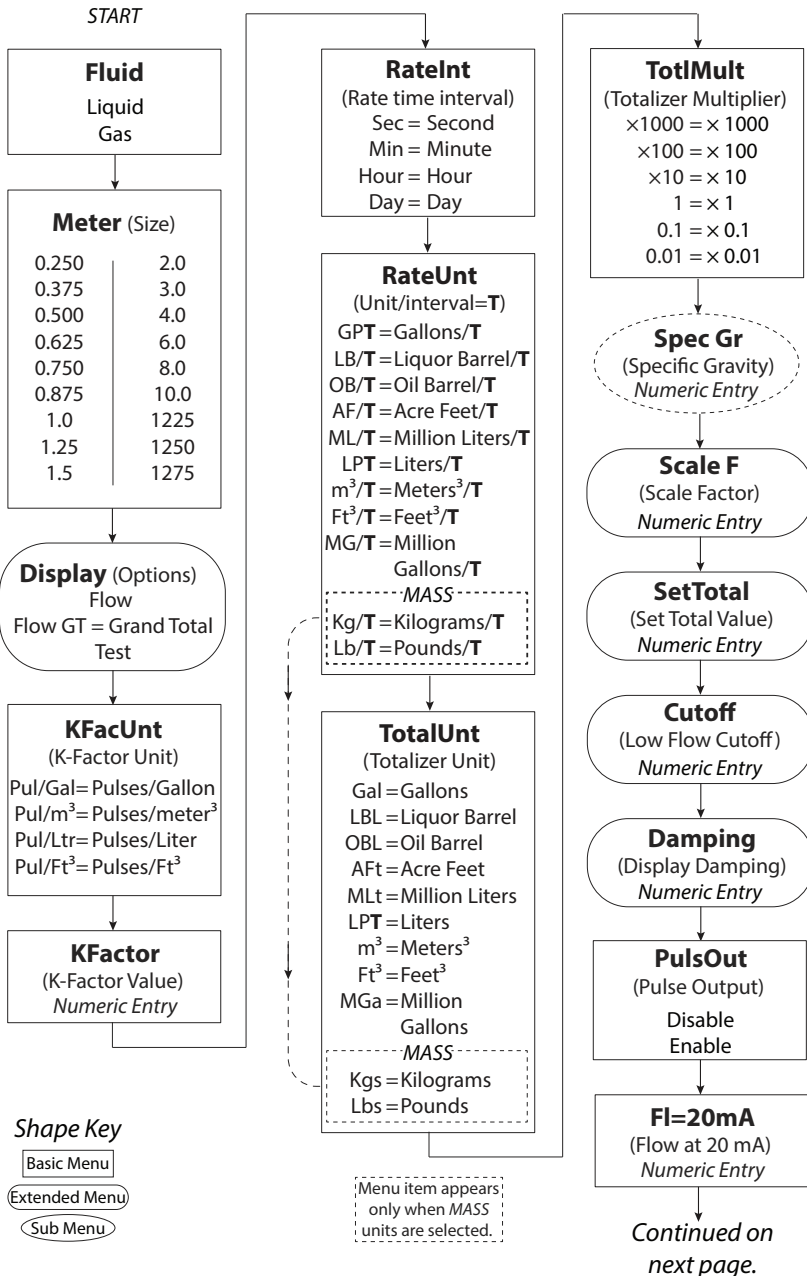 START
Fluid
Liquid
Gas
Meter (Size)
0.250 2.0
0.375 3.0
0.500 4.0
0.625 6.0
0.750 8.0
0.875 10.0
1.0 1225
1.25 1250
1.5 1275
Display (Options)
Flow
Flow GT = Grand Total
Test
KFacUnt
(K-Factor Unit)
Pul/Gal= Pulses/Gallon
Pul/m³= Pulses/meter³
Pul/Ltr= Pulses/Liter
Pul/Ft³= Pulses/Ft³
KFactor
(K-Factor Value)
Numeric Entry
Shape Key
Basic Menu
Extended Menu
Sub Menu
RateInt
(Rate time interval)
Sec = Second
Min = Minute
Hour = Hour
Day = Day
RateUnt
(Unit/interval=T)
GPT = Gallons/T
LB/T = Liquor Barrel/T
OB/T = Oil Barrel/T
AF/T = Acre Feet/T
ML/T = Million Liters/T
LPT = Liters/T
m³/T = Meters³/T
Ft³/T = Feet³/T
MG/T = Million
Gallons/T
MASS
Kg/T = Kilograms/T
Lb/T = Pounds/T
TotalUnt
(Totalizer Unit)
Gal = Gallons
LBL = Liquor Barrel
OBL = Oil Barrel
AFt = Acre Feet
MLt = Million Liters
LPT = Liters
m³ = Meters³
Ft³ = Feet³
MGa = Million
Gallons
MASS
Kgs = Kilograms
Lbs = Pounds
Menu item appears
only when MASS
units are selected.
TotlMult
(Totalizer Multiplier)
×1000 = × 1000
×100 = × 100
×10 = × 10
1 = × 1
0.1 = × 0.1
0.01 = × 0.01
Spec Gr
(Specific Gravity)
Numeric Entry
Scale F
(Scale Factor)
Numeric Entry
SetTotal
(Set Total Value)
Numeric Entry
Cutoff
(Low Flow Cutoff)
Numeric Entry
Damping
(Display Damping)
Numeric Entry
PulsOut
(Pulse Output)
Disable
Enable
Fl=20mA
(Flow at 20 mA)
Numeric Entry
Continued on
next page.